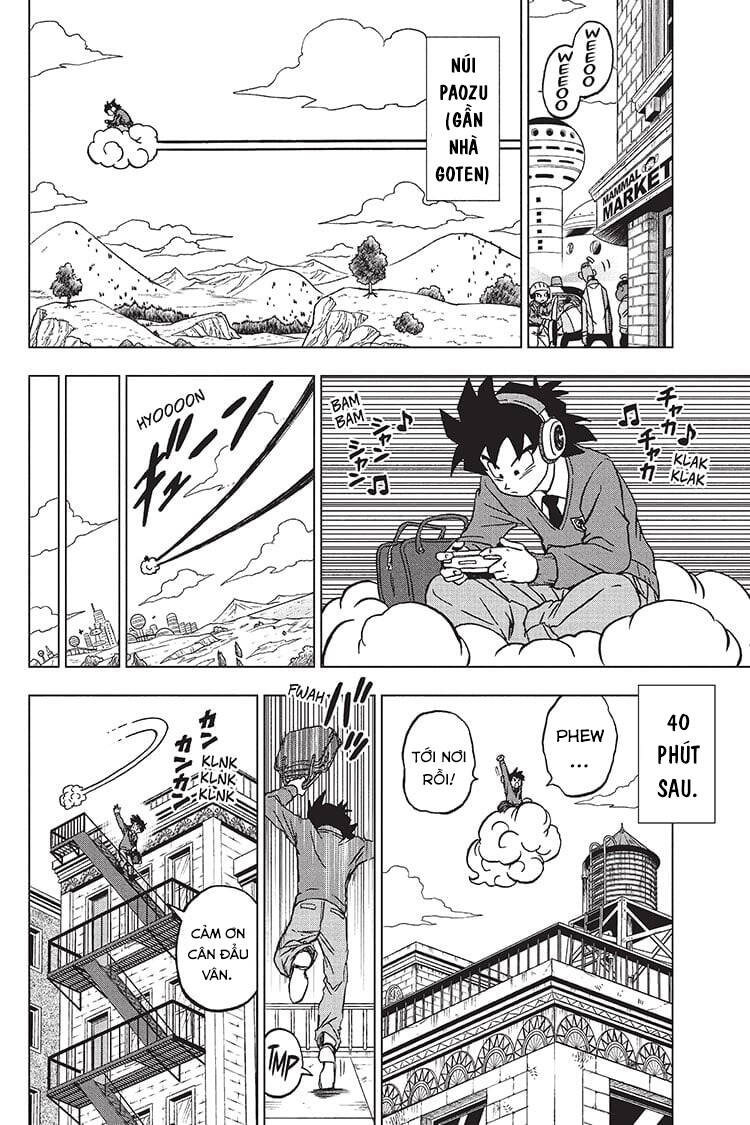 WEEOO
WEEOO
MAMMAL
MARKET
NÚI
PAOZU
(GẦN
NHÀ
GOTEN)
チャカ
チャカ
KLAK
KLAK
BAM
BAM
シャン
シャン
HYOOOON
ギューン
40
PHÚT
SAU.
PHEW
...
TỚI NƠI
RỒI!
FWAH
バッ
TMP
カン
カン
カン
KLNK
KLNK
KLNK
CẢM ƠN
CÂN ĐẨU
VÂN.